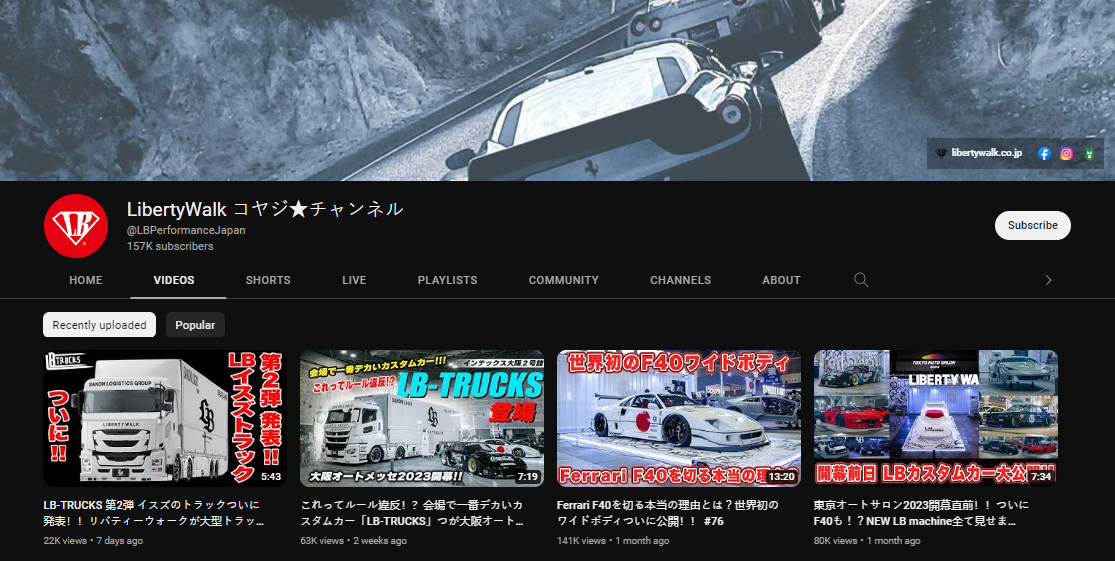 libertywalk.co.jp
LB
LibertyWalk コヤジ★チャンネル
@LBPerformanceJapan
157K subscribers
Subscribe
HOME
VIDEOS
SHORTS
LIVE
PLAYLISTS
COMMUNITY
CHANNELS
ABOUT
Recently uploaded
Popular
LB TRUCKS
SAKON LOGISTICS GROUP
LIBERTY WALK
ついに!!
LBイスズトラック
第2弾 発表!!
5:43
LB-TRUCKS 第2弾 イスズのトラックついに
発表！！ リバティーウォークが大型トラッ...
22K views • 7 days ago
会場で一番デカいカスタムカー!!!
インテックス大阪2号館
これってルール違反!?
LB-TRUCKS
登場
大阪オートメッセ2023開幕!!
7:19
これってルール違反！？ 会場で一番デカいカ
スタムカー「LB-TRUCKS」つが大阪オート...
63K views • 2 weeks ago
世界初のF40ワイドボディ
Ferrari F40を切る本当の理由
13:20
Ferrari F40を切る本当の理由とは？世界初の
ワイドボディついに公開！！ #76
141K views • 1 month ago
TOKYO AUTO SALON
LIBERTY WA
開幕前日 LBカスタムカー大公開!!
7:34
東京オートサロン2023開幕直前！！ ついに
F40も！？NEW LB machine全て見せま...
80K views • 1 month ago